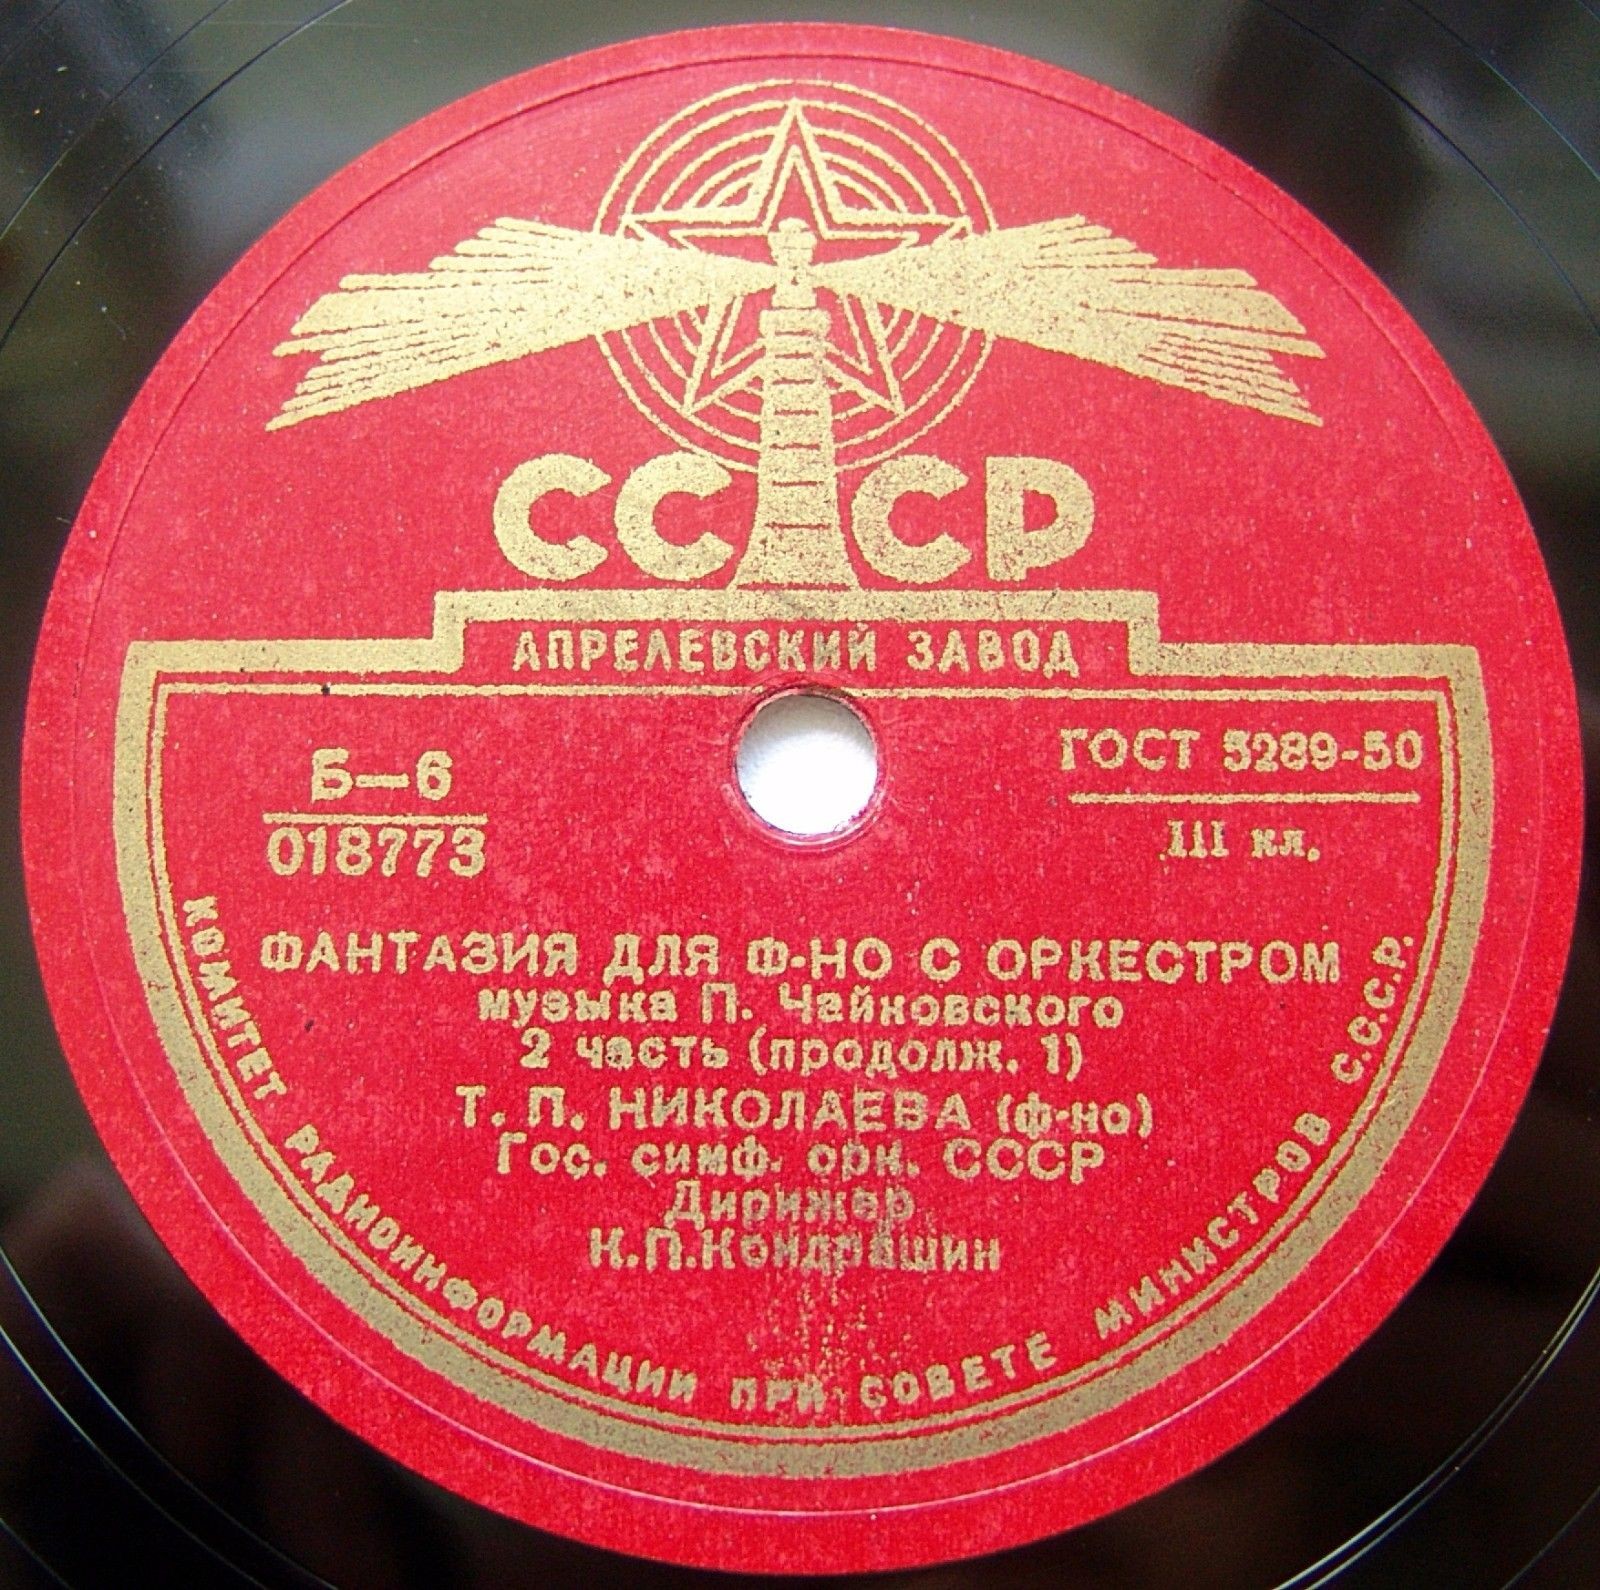 СССР
АПРЕЛЕВСКИЙ ЗАВОД
Б—6
018773
ГОСТ 5289-50
III кл.
ФАНТАЗИЯ ДЛЯ Ф-НО С ОРКЕСТРОМ
музыка П. Чайковского
2 часть (продолж. 1)
Т. П. НИКОЛАЕВА (ф-но)
Гос. симф. орк. СССР
Дирижер
К.П.Кондрашин
КОМИТЕТ РАДИОИНФОРМАЦИИ ПРИ СОВЕТЕ МИНИСТРОВ С.С.С.Р.